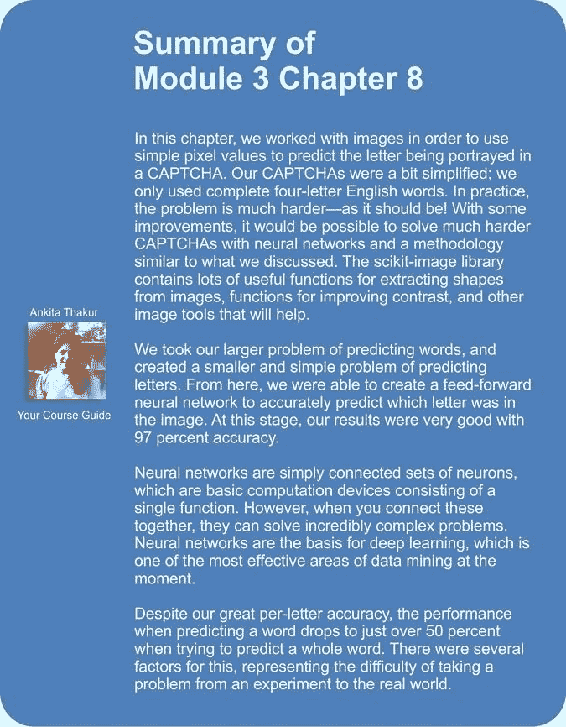 Summary of
Module 3 Chapter 8
In this chapter, we worked with images in order to use
simple pixel values to predict the letter being portrayed in
a CAPTCHA. Our CAPTCHAs were a bit simplified; we
only used complete four-letter English words. In practice,
the problem is much harder—as it should be! With some
improvements, it would be possible to solve much harder
CAPTCHAs with neural networks and a methodology
similar to what we discussed. The scikit-image library
contains lots of useful functions for extracting shapes
from images, functions for improving contrast, and other
image tools that will help.
Ankita Thakur
Your Course Guide
We took our larger problem of predicting words, and
created a smaller and simple problem of predicting
letters. From here, we were able to create a feed-forward
neural network to accurately predict which letter was in
the image. At this stage, our results were very good with
97 percent accuracy.
Neural networks are simply connected sets of neurons,
which are basic computation devices consisting of a
single function. However, when you connect these
together, they can solve incredibly complex problems.
Neural networks are the basis for deep learning, which is
one of the most effective areas of data mining at the
moment.
Despite our great per-letter accuracy, the performance
when predicting a word drops to just over 50 percent
when trying to predict a whole word. There were several
factors for this, representing the difficulty of taking a
problem from an experiment to the real world.